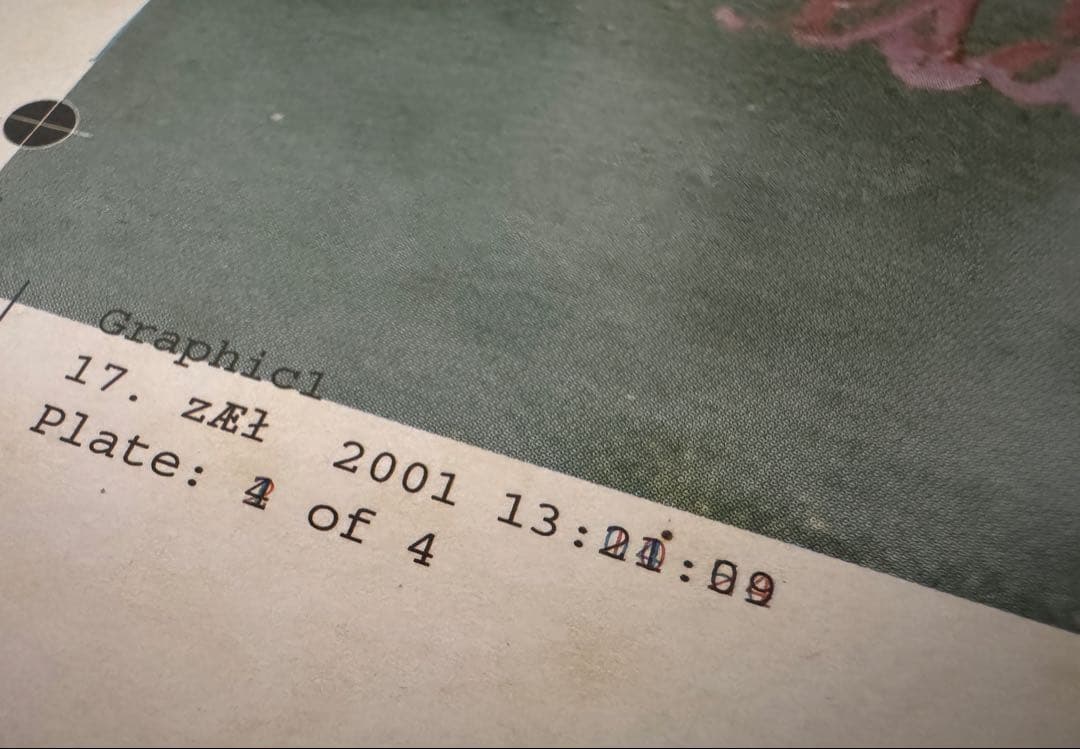 Graphic1
17. zÆł 2001 13:
Plate: of 4